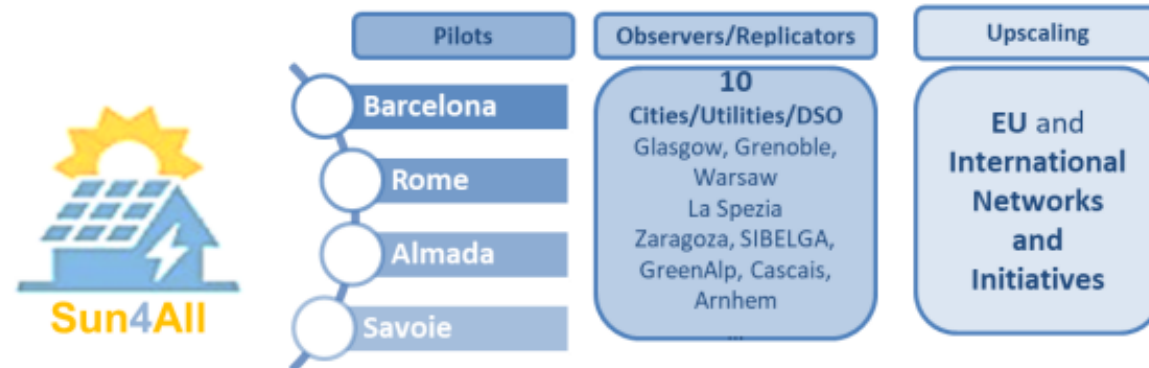 Pilots
Barcelona
Rome
Almada
Savoie
Observers/Replicators
10
Cities/Utilities/DSO
Glasgow, Grenoble,
Warsaw
La Spezia
Zaragoza, SIBELGA,
GreenAlp, Cascais,
Arnhem
...
Upscaling
EU and
International
Networks
and
Initiatives
Sun4All